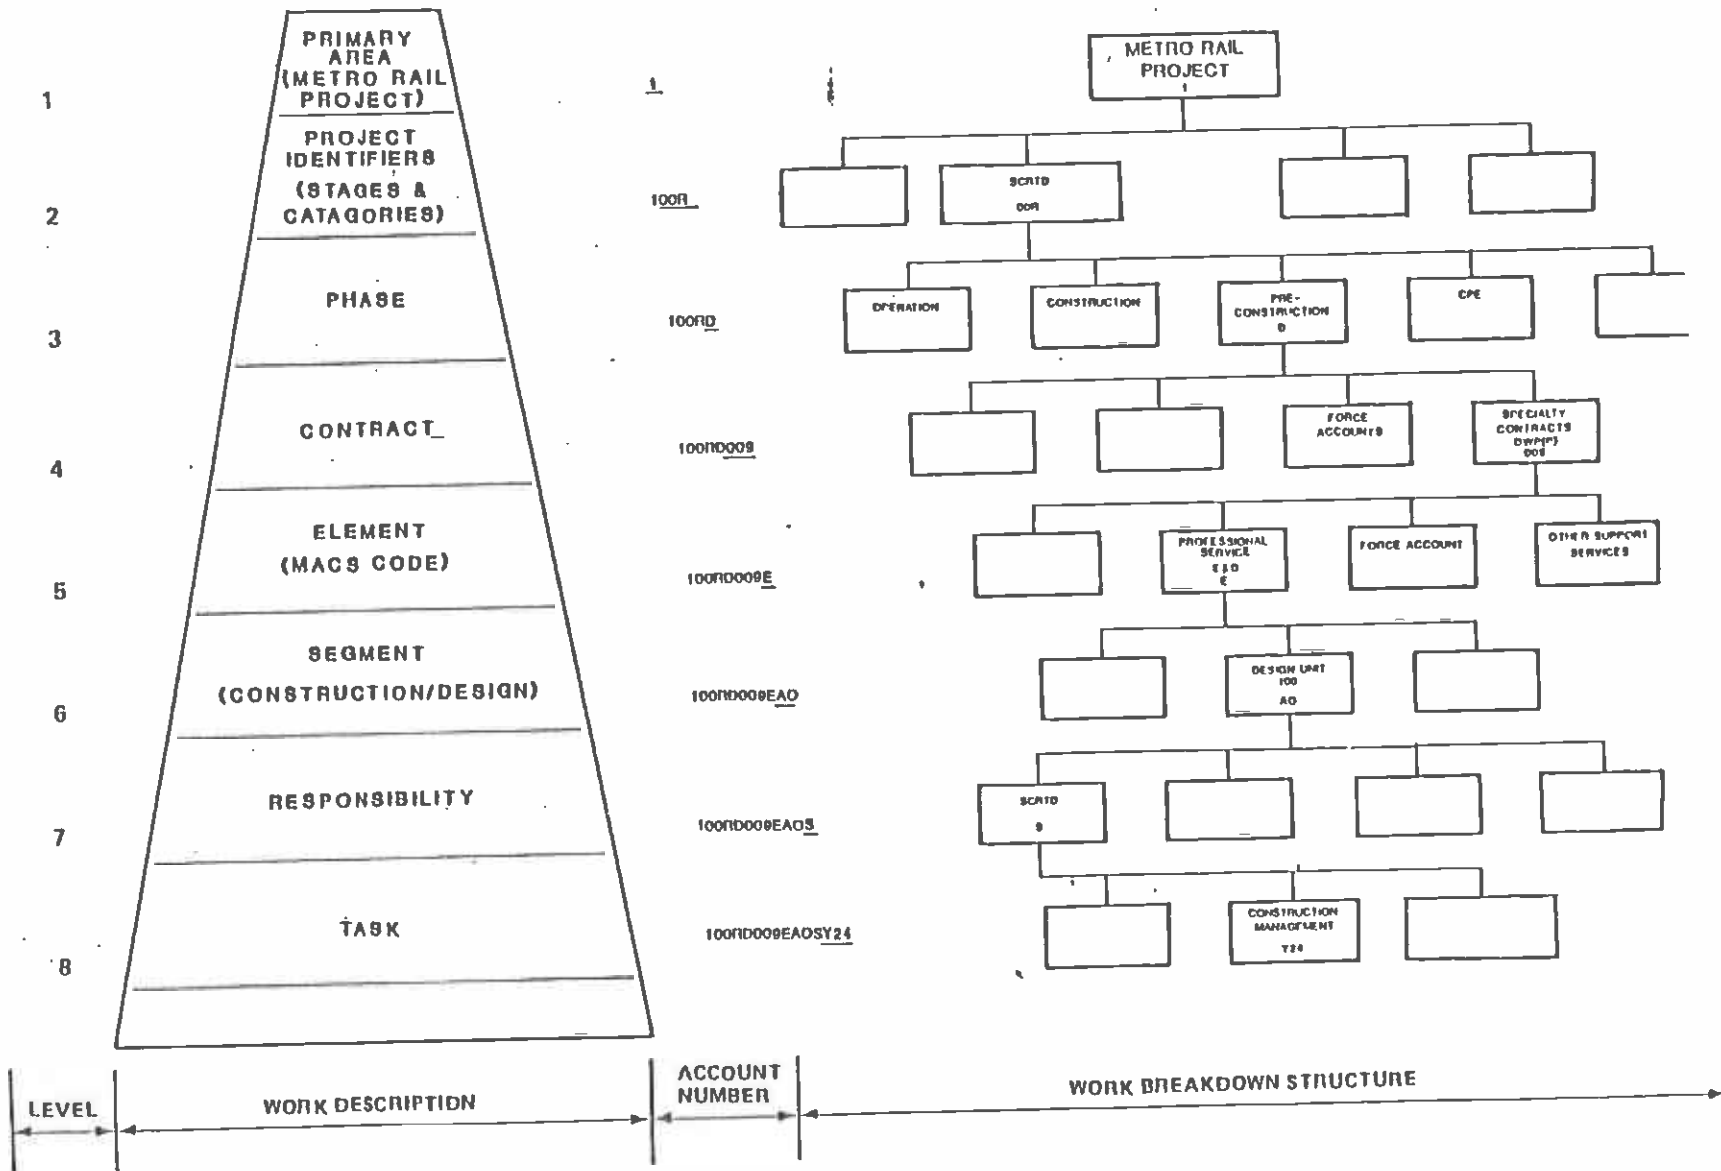 PRIMARY
AREA
(METRO RAIL
PROJECT)
1
1
METRO RAIL
PROJECT
1
PROJECT
IDENTIFIERS
(STAGES &
CATAGORIES)
2
100R
SCRTD
00R
PHASE
3
100RD
OPERATION
CONSTRUCTION
PRE-
CONSTRUCTION
D
CPE
CONTRACT
4
100RD009
FORCE
ACCOUNTS
SPECIALTY
CONTRACTS
009
ELEMENT
(MACS CODE)
5
100RD009E
PROFESSIONAL
SERVICE
E
FORCE ACCOUNT
OTHER SUPPORT
SERVICES
SEGMENT
(CONSTRUCTION/DESIGN)
6
100RD009EAO
DESIGN UNIT
100
AO
RESPONSIBILITY
7
100RD009EAOS
SCRTD
S
TASK
8
100RD009EAOSY24
CONSTRUCTION
MANAGEMENT
Y24
LEVEL
WORK DESCRIPTION
ACCOUNT
NUMBER
WORK BREAKDOWN STRUCTURE